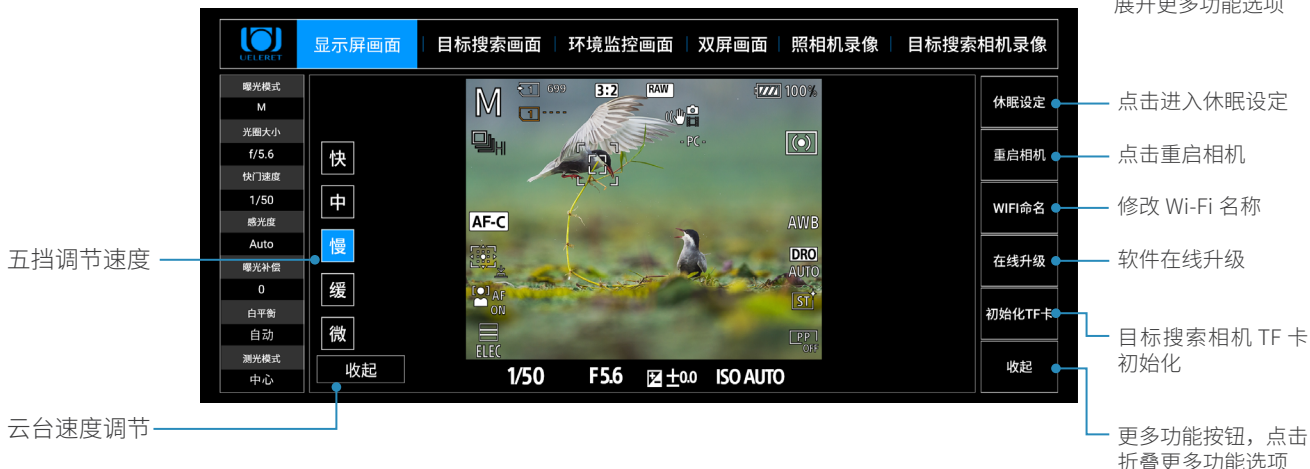 展开更多功能选项
UELERET
显示屏画面 目标搜索画面 环境监控画面 双屏画面 照相机录像 目标搜索相机录像
曝光模式
M
光圈大小
f/5.6
快门速度
1/50
感光度
Auto
曝光补偿
0
白平衡
自动
测光模式
中心
快
中
慢
缓
微
收起
五挡调节速度
云台速度调节
M 1 699 3:2 RAW 100%
1 ----
HI
-PC-
AF-C
AWB
DRO
AUTO
AF
ON
ST
ELEC
PP
OFF
1/50 F5.6 ±0.0 ISO AUTO
休眠设定
重启相机
WIFI命名
在线升级
初始化TF卡
收起
点击进入休眠设定
点击重启相机
修改 Wi-Fi 名称
软件在线升级
目标搜索相机 TF 卡
初始化
更多功能按钮，点击
折叠更多功能选项